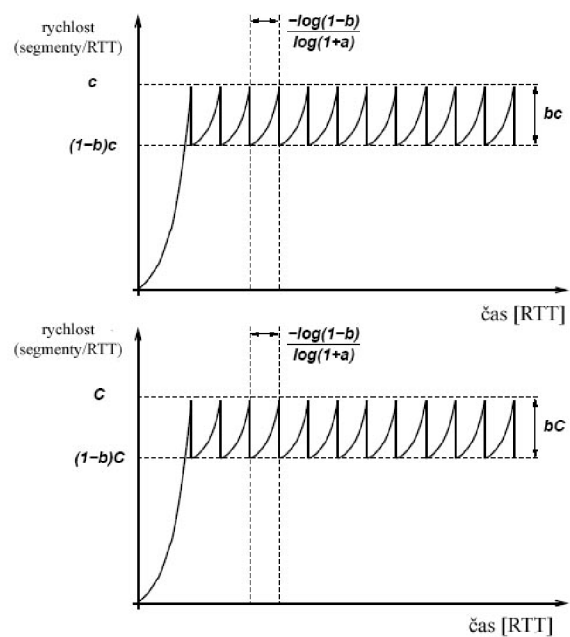 rychlost
(segmenty/RTT)
−log(1−b)
log(1+a)
c
bc
(1−b)c
čas [RTT]
rychlost
(segmenty/RTT)
−log(1−b)
log(1+a)
C
bC
(1−b)C
čas [RTT]